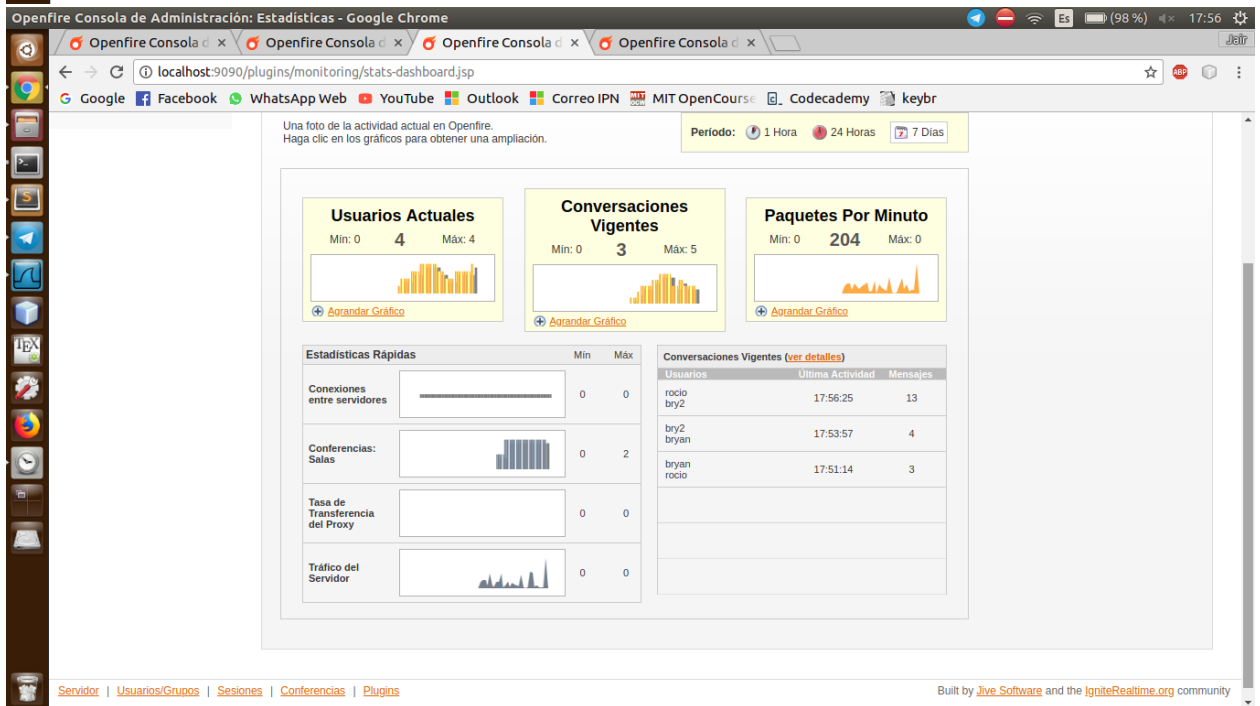 Openfire Consola de Administración: Estadísticas - Google Chrome
Es
(98 %)
17:56
Openfire Consola d
Openfire Consola d
Openfire Consola d
Openfire Consola d
Jair
localhost:9090/plugins/monitoring/stats-dashboard.jsp
ABP
Google
Facebook
WhatsApp Web
YouTube
Outlook
Correo IPN
MIT OpenCourse
Codecademy
keybr
Una foto de la actividad actual en Openfire.
Haga clic en los gráficos para obtener una ampliación.
Período: 1 Hora 24 Horas 7 Días
Usuarios Actuales
Mín: 0 4 Máx: 4
Agrandar Gráfico
Conversaciones
Vigentes
Mín: 0 3 Máx: 5
Agrandar Gráfico
Paquetes Por Minuto
Mín: 0 204 Máx: 0
Agrandar Gráfico
Estadísticas Rápidas Mín Máx
Conexiones
entre servidores
0 0
Conferencias:
Salas
0 2
Tasa de
Transferencia
del Proxy
0 0
Tráfico del
Servidor
0 0
Conversaciones Vigentes (ver detalles)
Usuarios Última Actividad Mensajes
rocio
bry2
17:56:25 13
bry2
bryan
17:53:57 4
bryan
rocio
17:51:14 3
Servidor | Usuarios/Grupos | Sesiones | Conferencias | Plugins
Built by Jive Software and the IgniteRealtime.org community
TEX